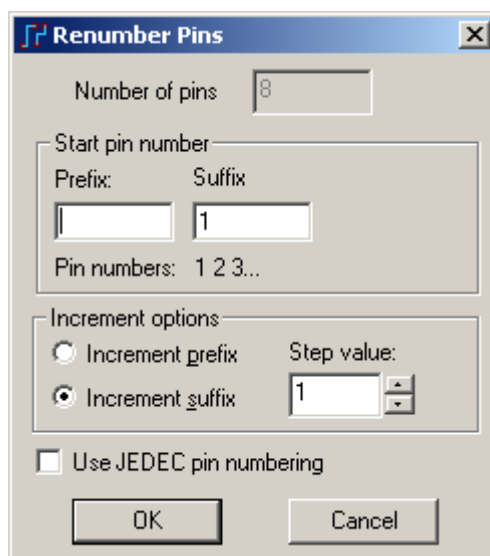 Renumber Pins
Number of pins 8
Start pin number
Prefix: Suffix
1
Pin numbers: 1 2 3...
Increment options
Increment prefix Step value:
Increment suffix 1
Use JEDEC pin numbering
OK Cancel